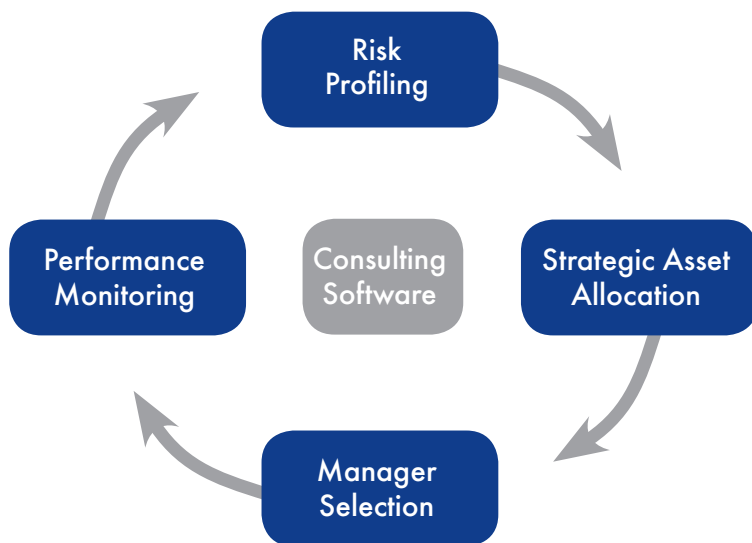 Risk
Profiling
Performance
Monitoring
Consulting
Software
Strategic Asset
Allocation
Manager
Selection